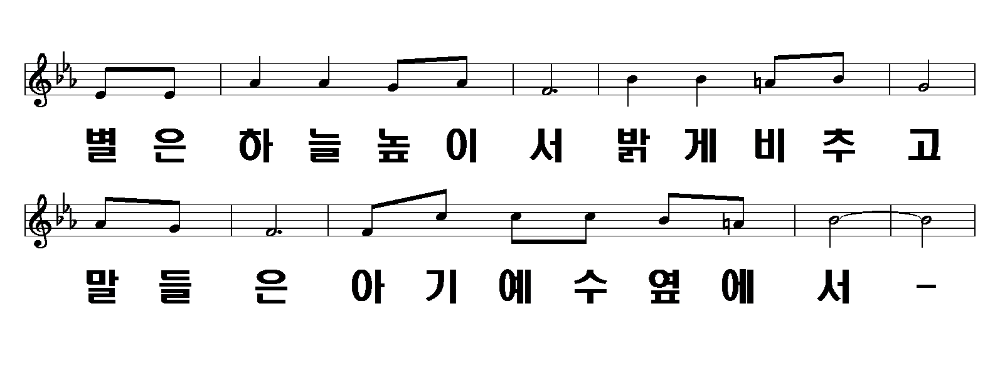 별 은 하 늘 높 이 서 밝 게 비 추 고
말 들 은 아 기 예 수 옆 에 서 -